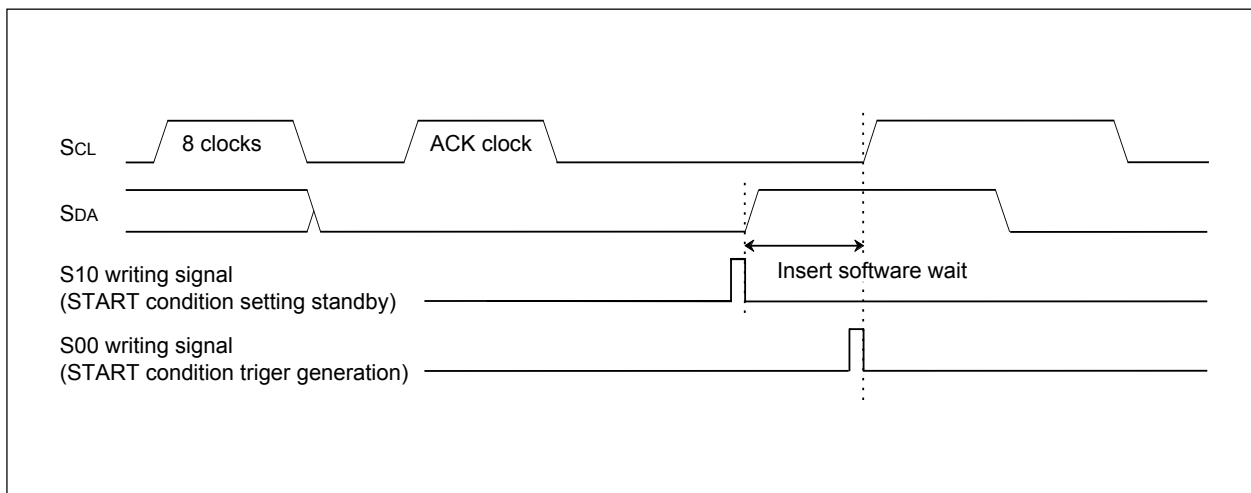 8 clocks
ACK clock
SCL
SDA
Insert software wait
S10 writing signal
(START condition setting standby)
S00 writing signal
(START condition triger generation)